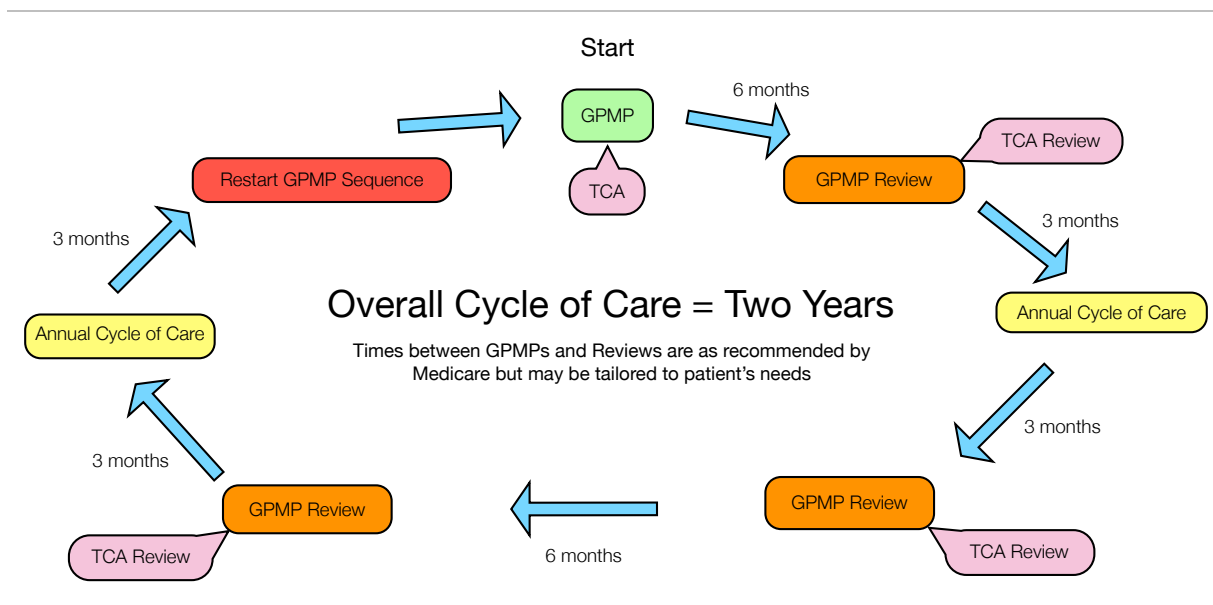 Start
6 months
GPMP
TCA Review
Restart GPMP Sequence
TCA
GPMP Review
3 months
3 months
Overall Cycle of Care = Two Years
Annual Cycle of Care
Annual Cycle of Care
Times between GPMPs and Reviews are as recommended by
Medicare but may be tailored to patient's needs
3 months
3 months
GPMP Review
GPMP Review
TCA Review
6 months
TCA Review